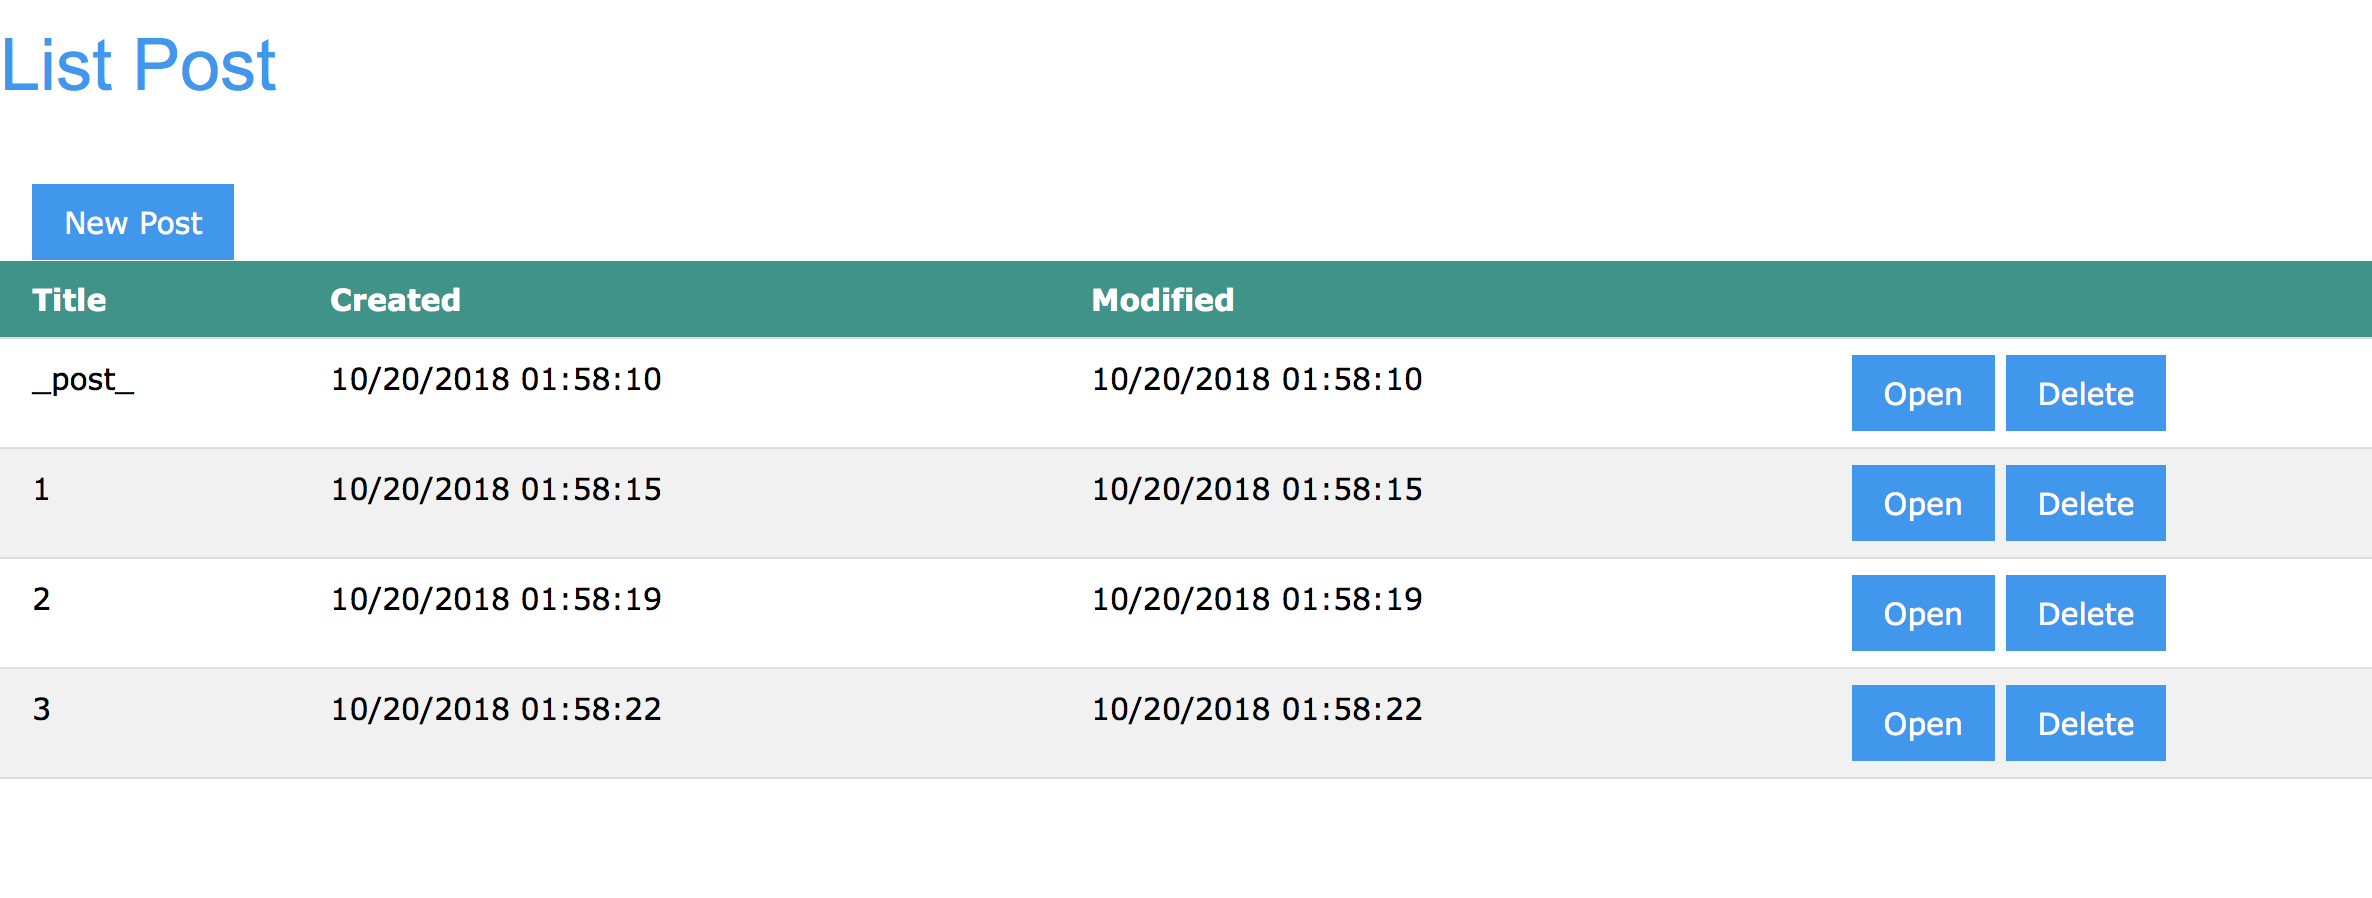 List Post
New Post
Title Created Modified
_post_ 10/20/2018 01:58:10 10/20/2018 01:58:10 Open Delete
1 10/20/2018 01:58:15 10/20/2018 01:58:15 Open Delete
2 10/20/2018 01:58:19 10/20/2018 01:58:19 Open Delete
3 10/20/2018 01:58:22 10/20/2018 01:58:22 Open Delete